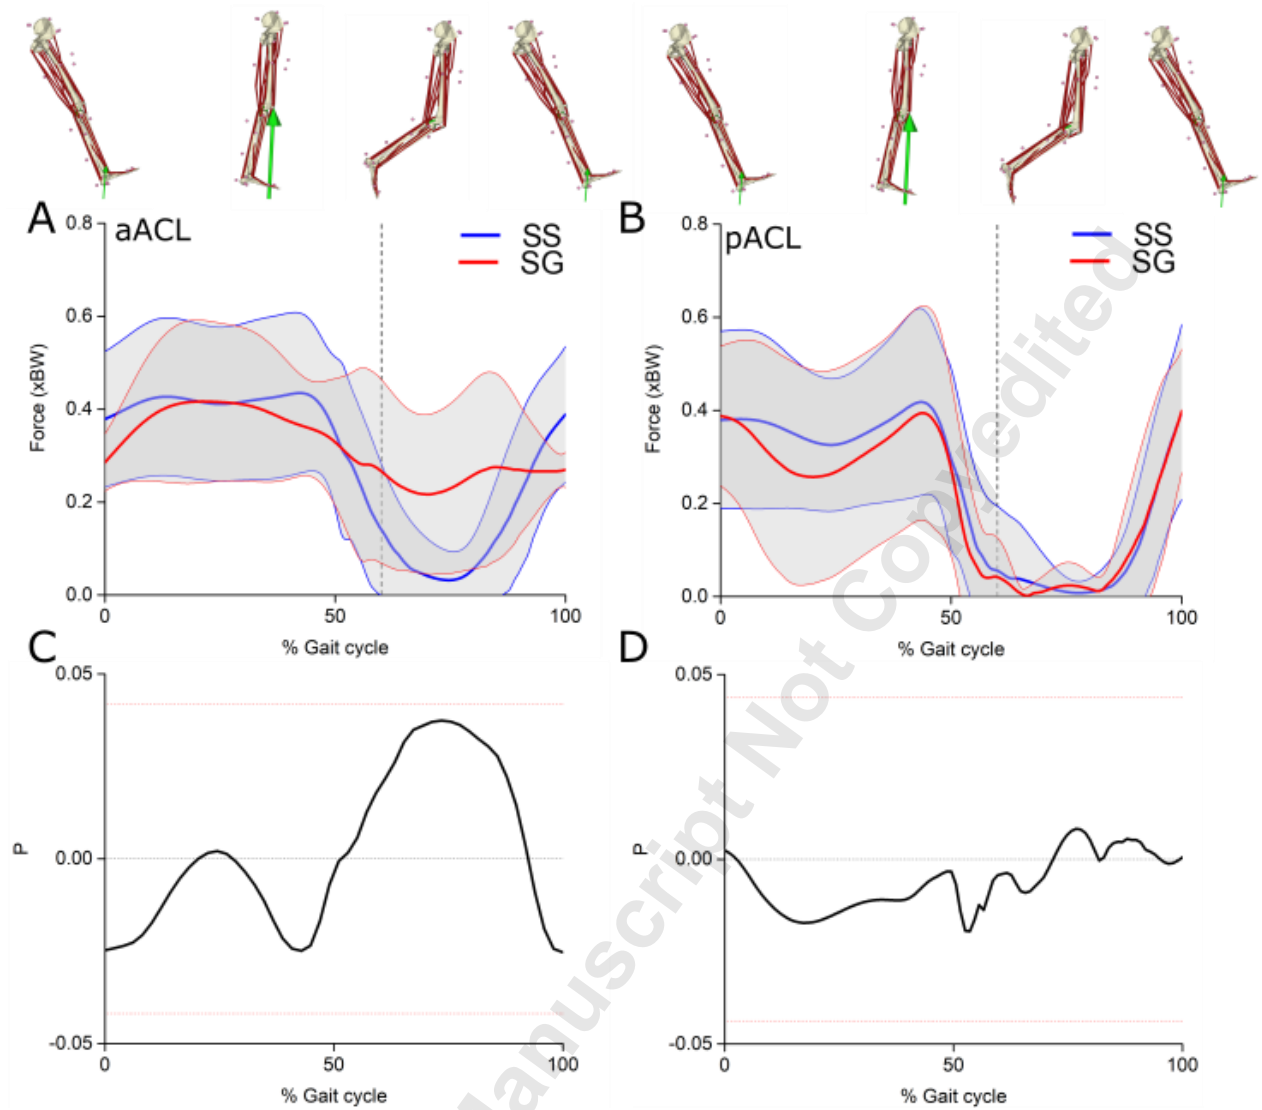 A
aACL
0.8
0.6
0.4
0.2
0.0
Force (xBW)
SS
SG
0
50
100
% Gait cycle
B
pACL
0.8
0.6
0.4
0.2
0.0
Force (xBW)
SS
SG
0
50
100
% Gait cycle
C
0.05
0.00
-0.05
P
0
50
100
% Gait cycle
D
0.05
0.00
-0.05
P
0
50
100
% Gait cycle
Manuscript Not Copyedited